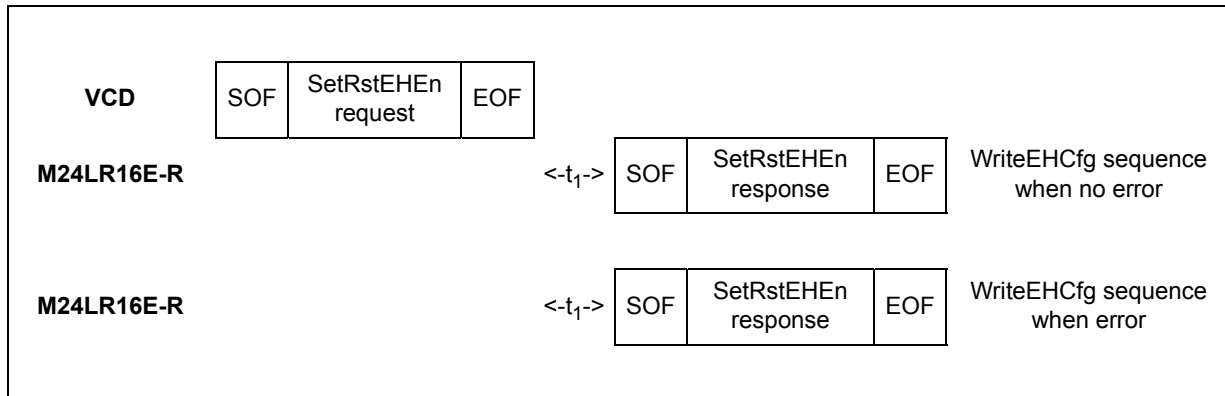 VCD SOF SetRstEHEn request EOF
M24LR16E-R <-t1-> SOF SetRstEHEn response EOF WriteEHCfg sequence when no error
M24LR16E-R <-t1-> SOF SetRstEHEn response EOF WriteEHCfg sequence when error